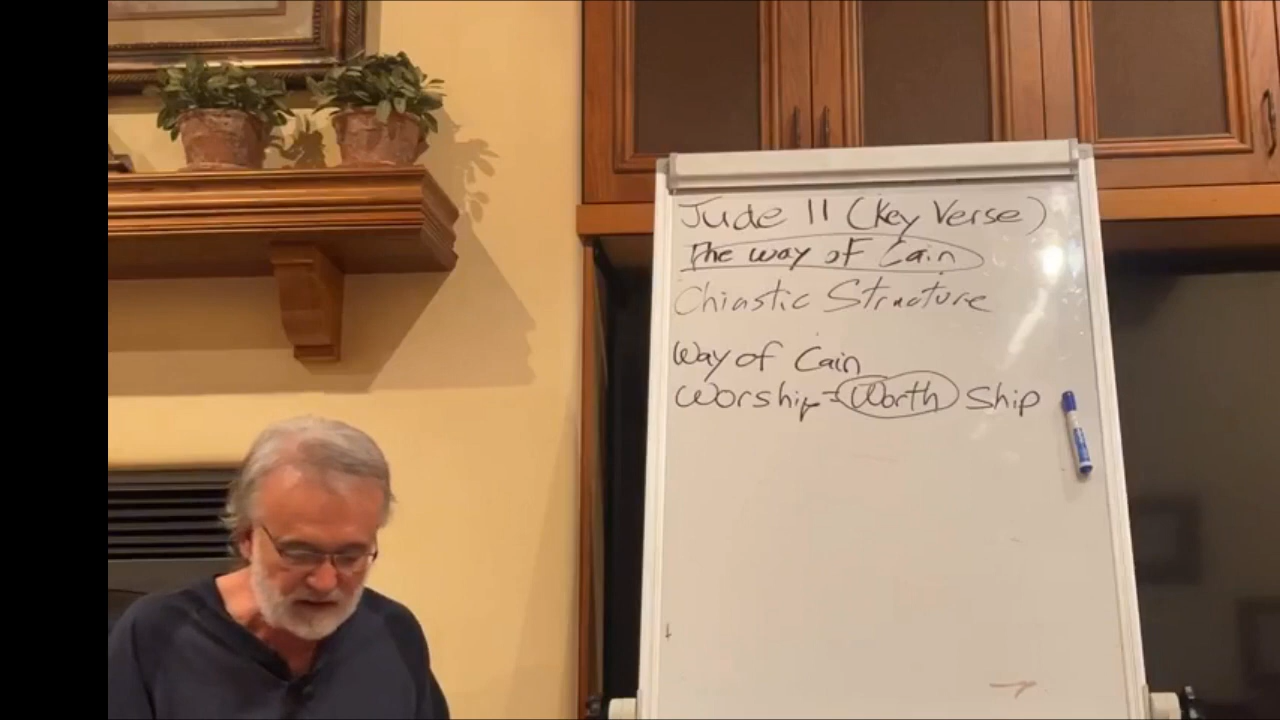 Jude 11 (Key Verse)
The way of Cain
Chiastic Structure
Way of Cain
Worship = Worth Ship